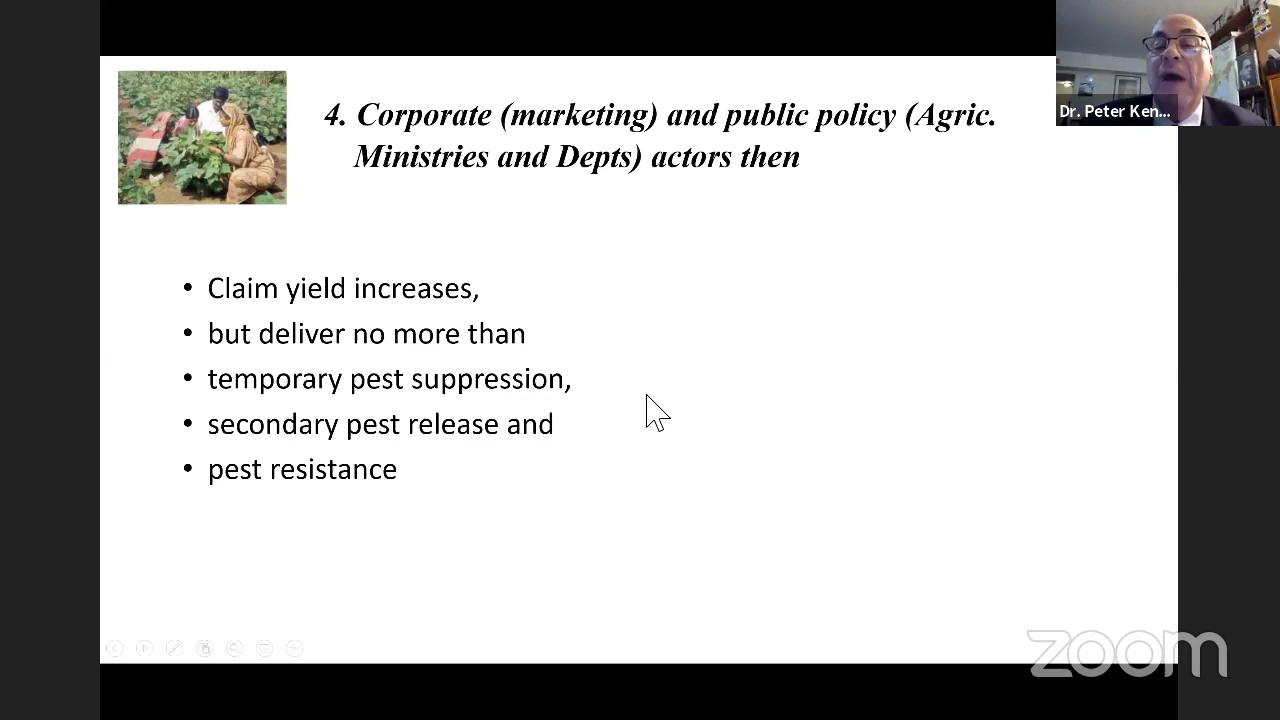 4. Corporate (marketing) and public policy (Agric.
Ministries and Depts) actors then
Dr. Peter Ken...
• Claim yield increases,
• but deliver no more than
• temporary pest suppression,
• secondary pest release and
• pest resistance
zoom